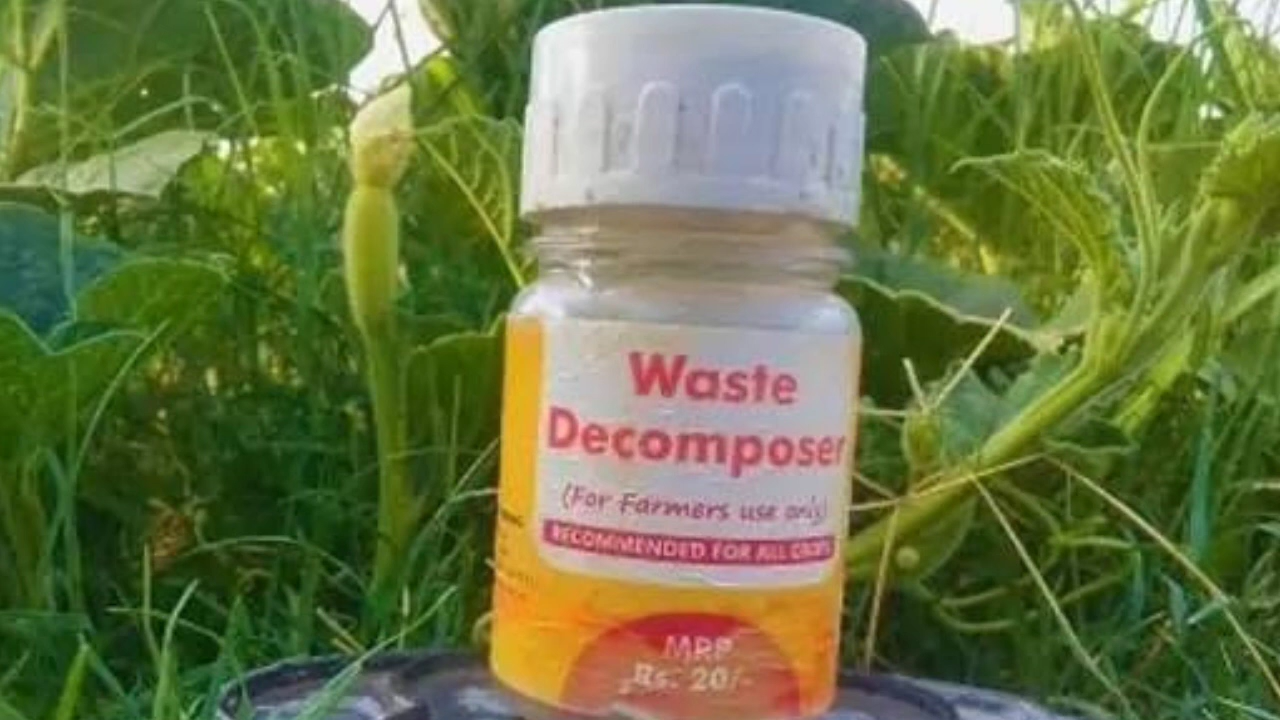 Waste
Decomposer
(For Farmers use only)
RECOMMENDED FOR ALL CROPS
MRP
Rs. 20/-